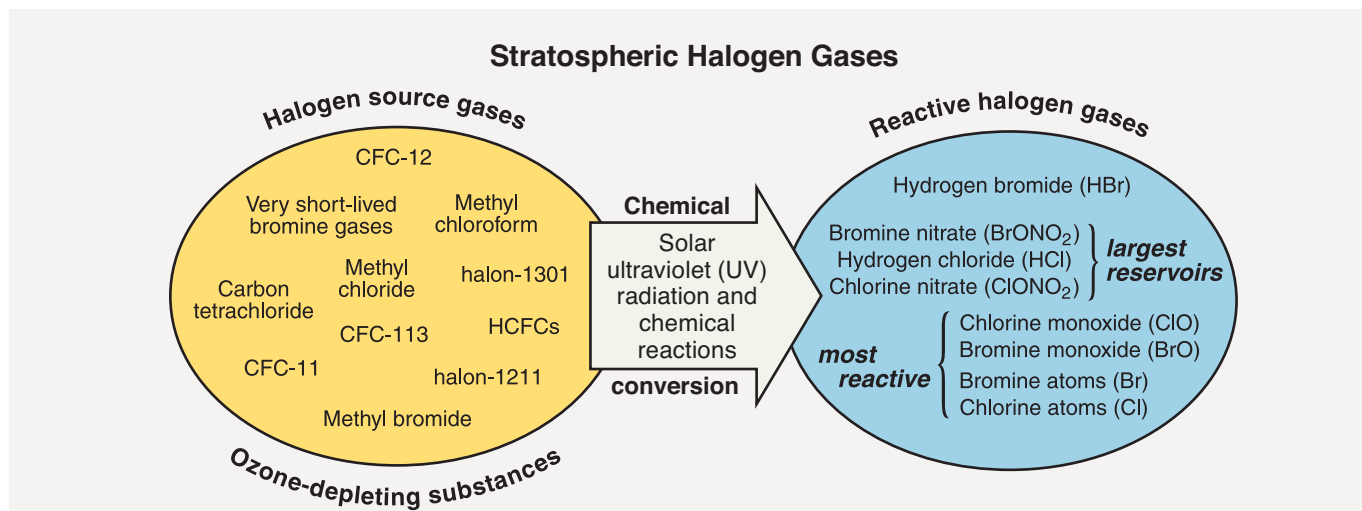 Stratospheric Halogen Gases
Halogen source gases
CFC-12
Very short-lived
bromine gases
Methyl
chloroform
Methyl
chloride
halon-1301
Carbon
tetrachloride
CFC-113
HCFCs
CFC-11
halon-1211
Methyl bromide
Ozone-depleting substances
Chemical
Solar
ultraviolet (UV)
radiation and
chemical
reactions
conversion
Reactive halogen gases
Hydrogen bromide (HBr)
Bromine nitrate (BrONO₂)
Hydrogen chloride (HCl)
Chlorine nitrate (ClONO₂)
largest
reservoirs
most
reactive
Chlorine monoxide (ClO)
Bromine monoxide (BrO)
Bromine atoms (Br)
Chlorine atoms (Cl)